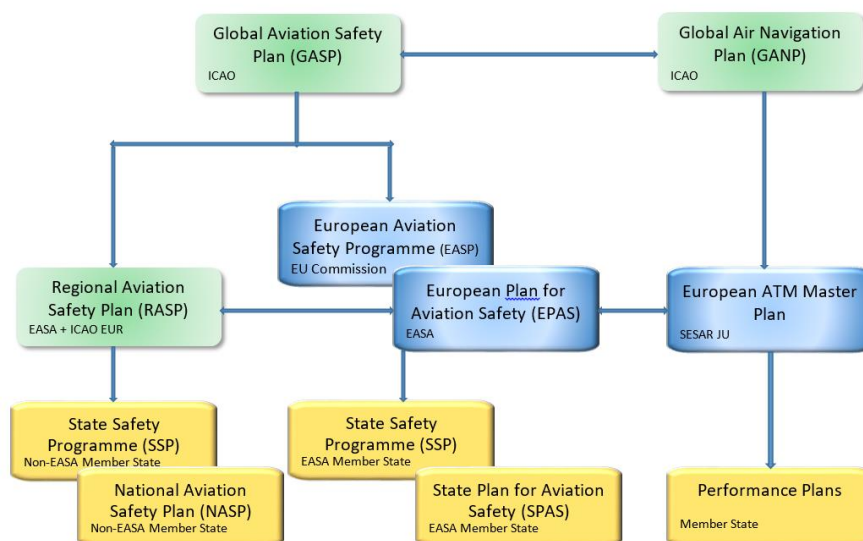 Global Aviation Safety
Plan (GASP)
ICAO
Global Air Navigation
Plan (GANP)
ICAO
European Aviation
Safety Programme (EASP)
EU Commission
Regional Aviation
Safety Plan (RASP)
EASA + ICAO EUR
European Plan for
Aviation Safety (EPAS)
EASA
European ATM Master
Plan
SESAR JU
State Safety
Programme (SSP)
Non-EASA Member State
National Aviation
Safety Plan (NASP)
Non-EASA Member State
State Safety
Programme (SSP)
EASA Member State
State Plan for Aviation
Safety (SPAS)
EASA Member State
Performance Plans
Member State